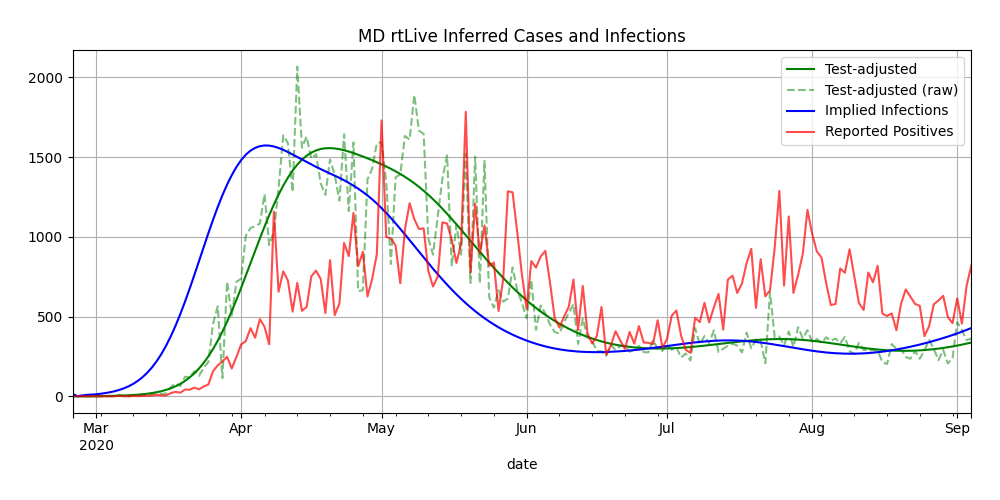 MD rtLive Inferred Cases and Infections
Test-adjusted
Test-adjusted (raw)
Implied Infections
Reported Positives
2000
1500
1000
500
0
Mar Apr May Jun Jul Aug Sep
2020
date